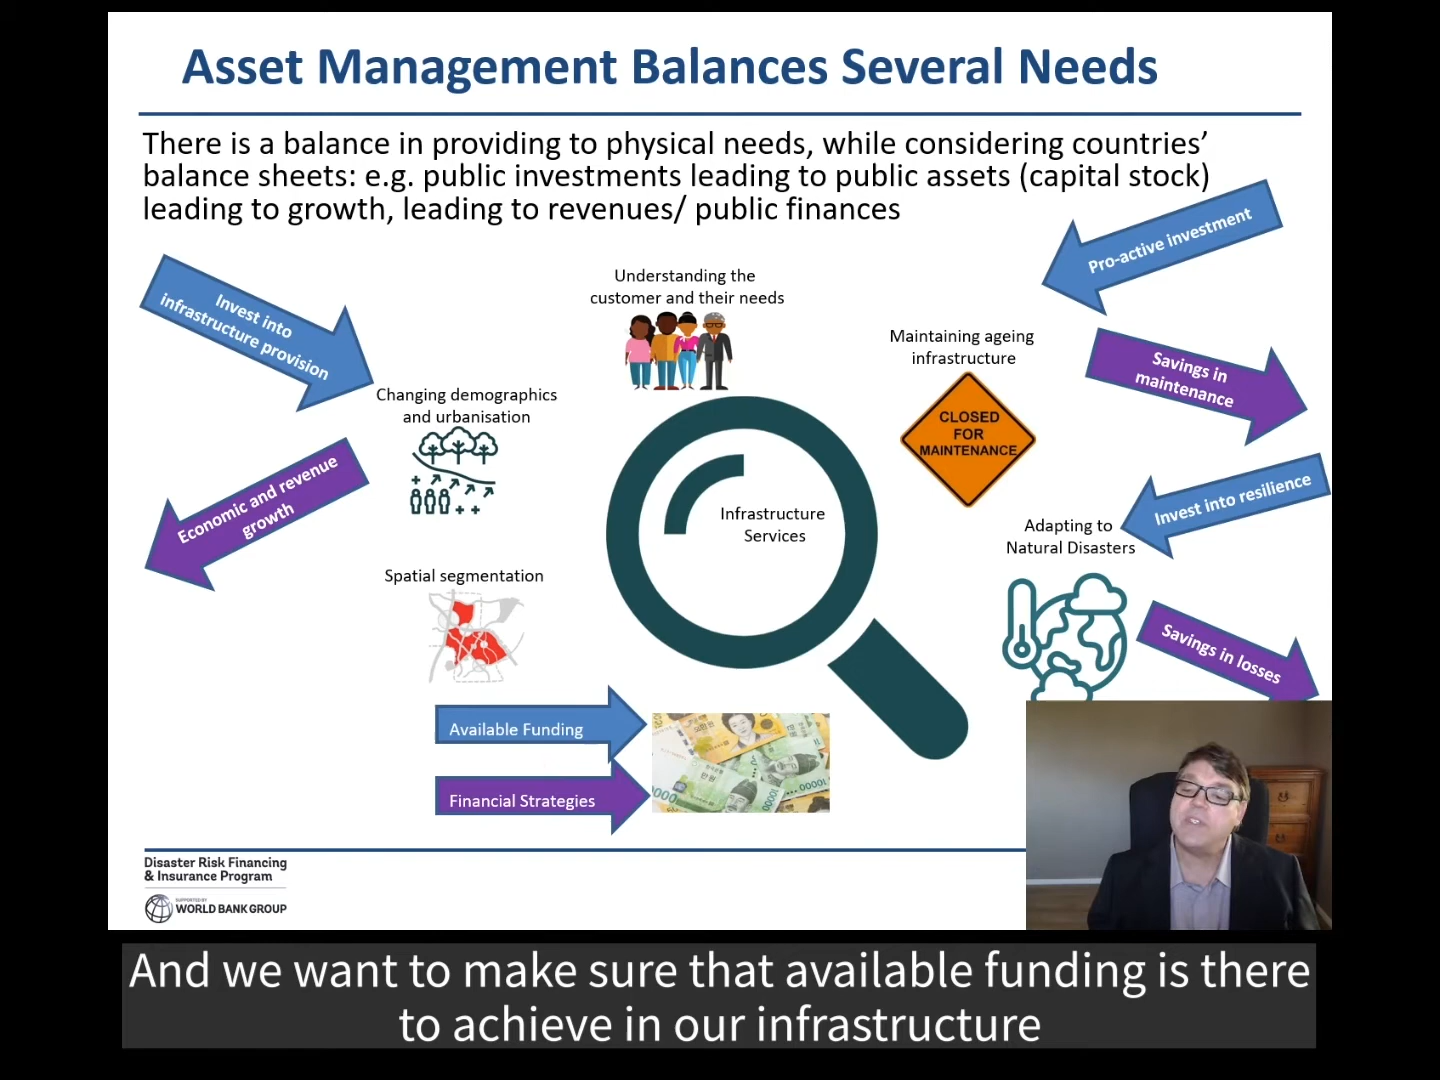 Asset Management Balances Several Needs
There is a balance in providing to physical needs, while considering countries’
balance sheets: e.g. public investments leading to public assets (capital stock)
leading to growth, leading to revenues/ public finances
Pro-active investment
Invest into
infrastructure provision
Understanding the
customer and their needs
Maintaining ageing
infrastructure
Savings in
maintenance
Changing demographics
and urbanisation
CLOSED
FOR
MAINTENANCE
Economic and revenue
growth
Infrastructure
Services
Invest into resilience
Adapting to
Natural Disasters
Spatial segmentation
Savings in losses
Available Funding
Financial Strategies
Disaster Risk Financing
& Insurance Program
SUPPORTED BY
WORLD BANK GROUP
And we want to make sure that available funding is there
to achieve in our infrastructure